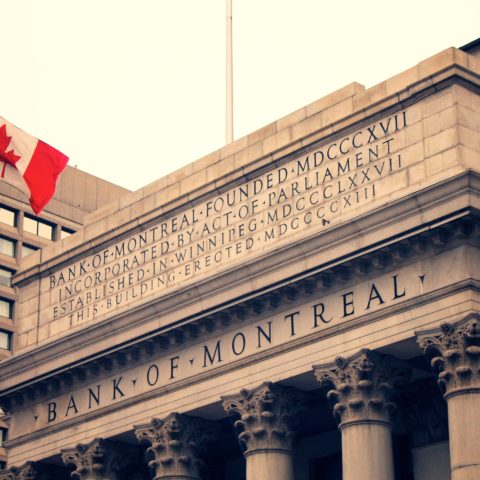 BANK·OF·MONTREAL·FOUNDED·MDCCCXVII
INCORPORATED·BY·ACT·OF·PARLIAMENT
ESTABLISHED·IN·WINNIPEG·MDCCCLXXVII
THIS·BUILDING·ERECTED·MDCCCCXIII
BANK·OF·MONTREAL